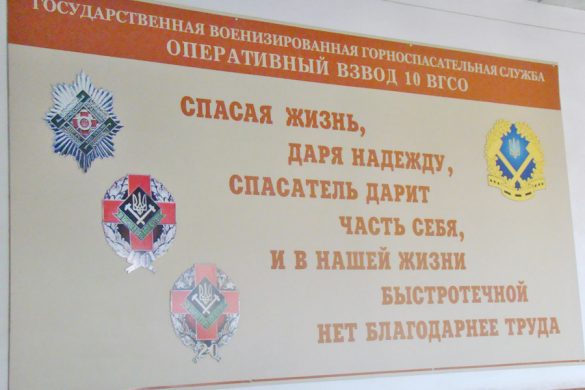 ГОСУДАРСТВЕННАЯ ВОЕНИЗИРОВАННАЯ ГОРНОСПАСАТЕЛЬНАЯ СЛУЖБА
ОПЕРАТИВНЫЙ ВЗВОД 10 ВГСО
СПАСАЯ ЖИЗНЬ,
ДАРЯ НАДЕЖДУ,
СПАСАТЕЛЬ ДАРИТ
ЧАСТЬ СЕБЯ,
И В НАШЕЙ ЖИЗНИ
БЫСТРОТЕЧНОЙ
НЕТ БЛАГОДАРНЕЕ ТРУДА